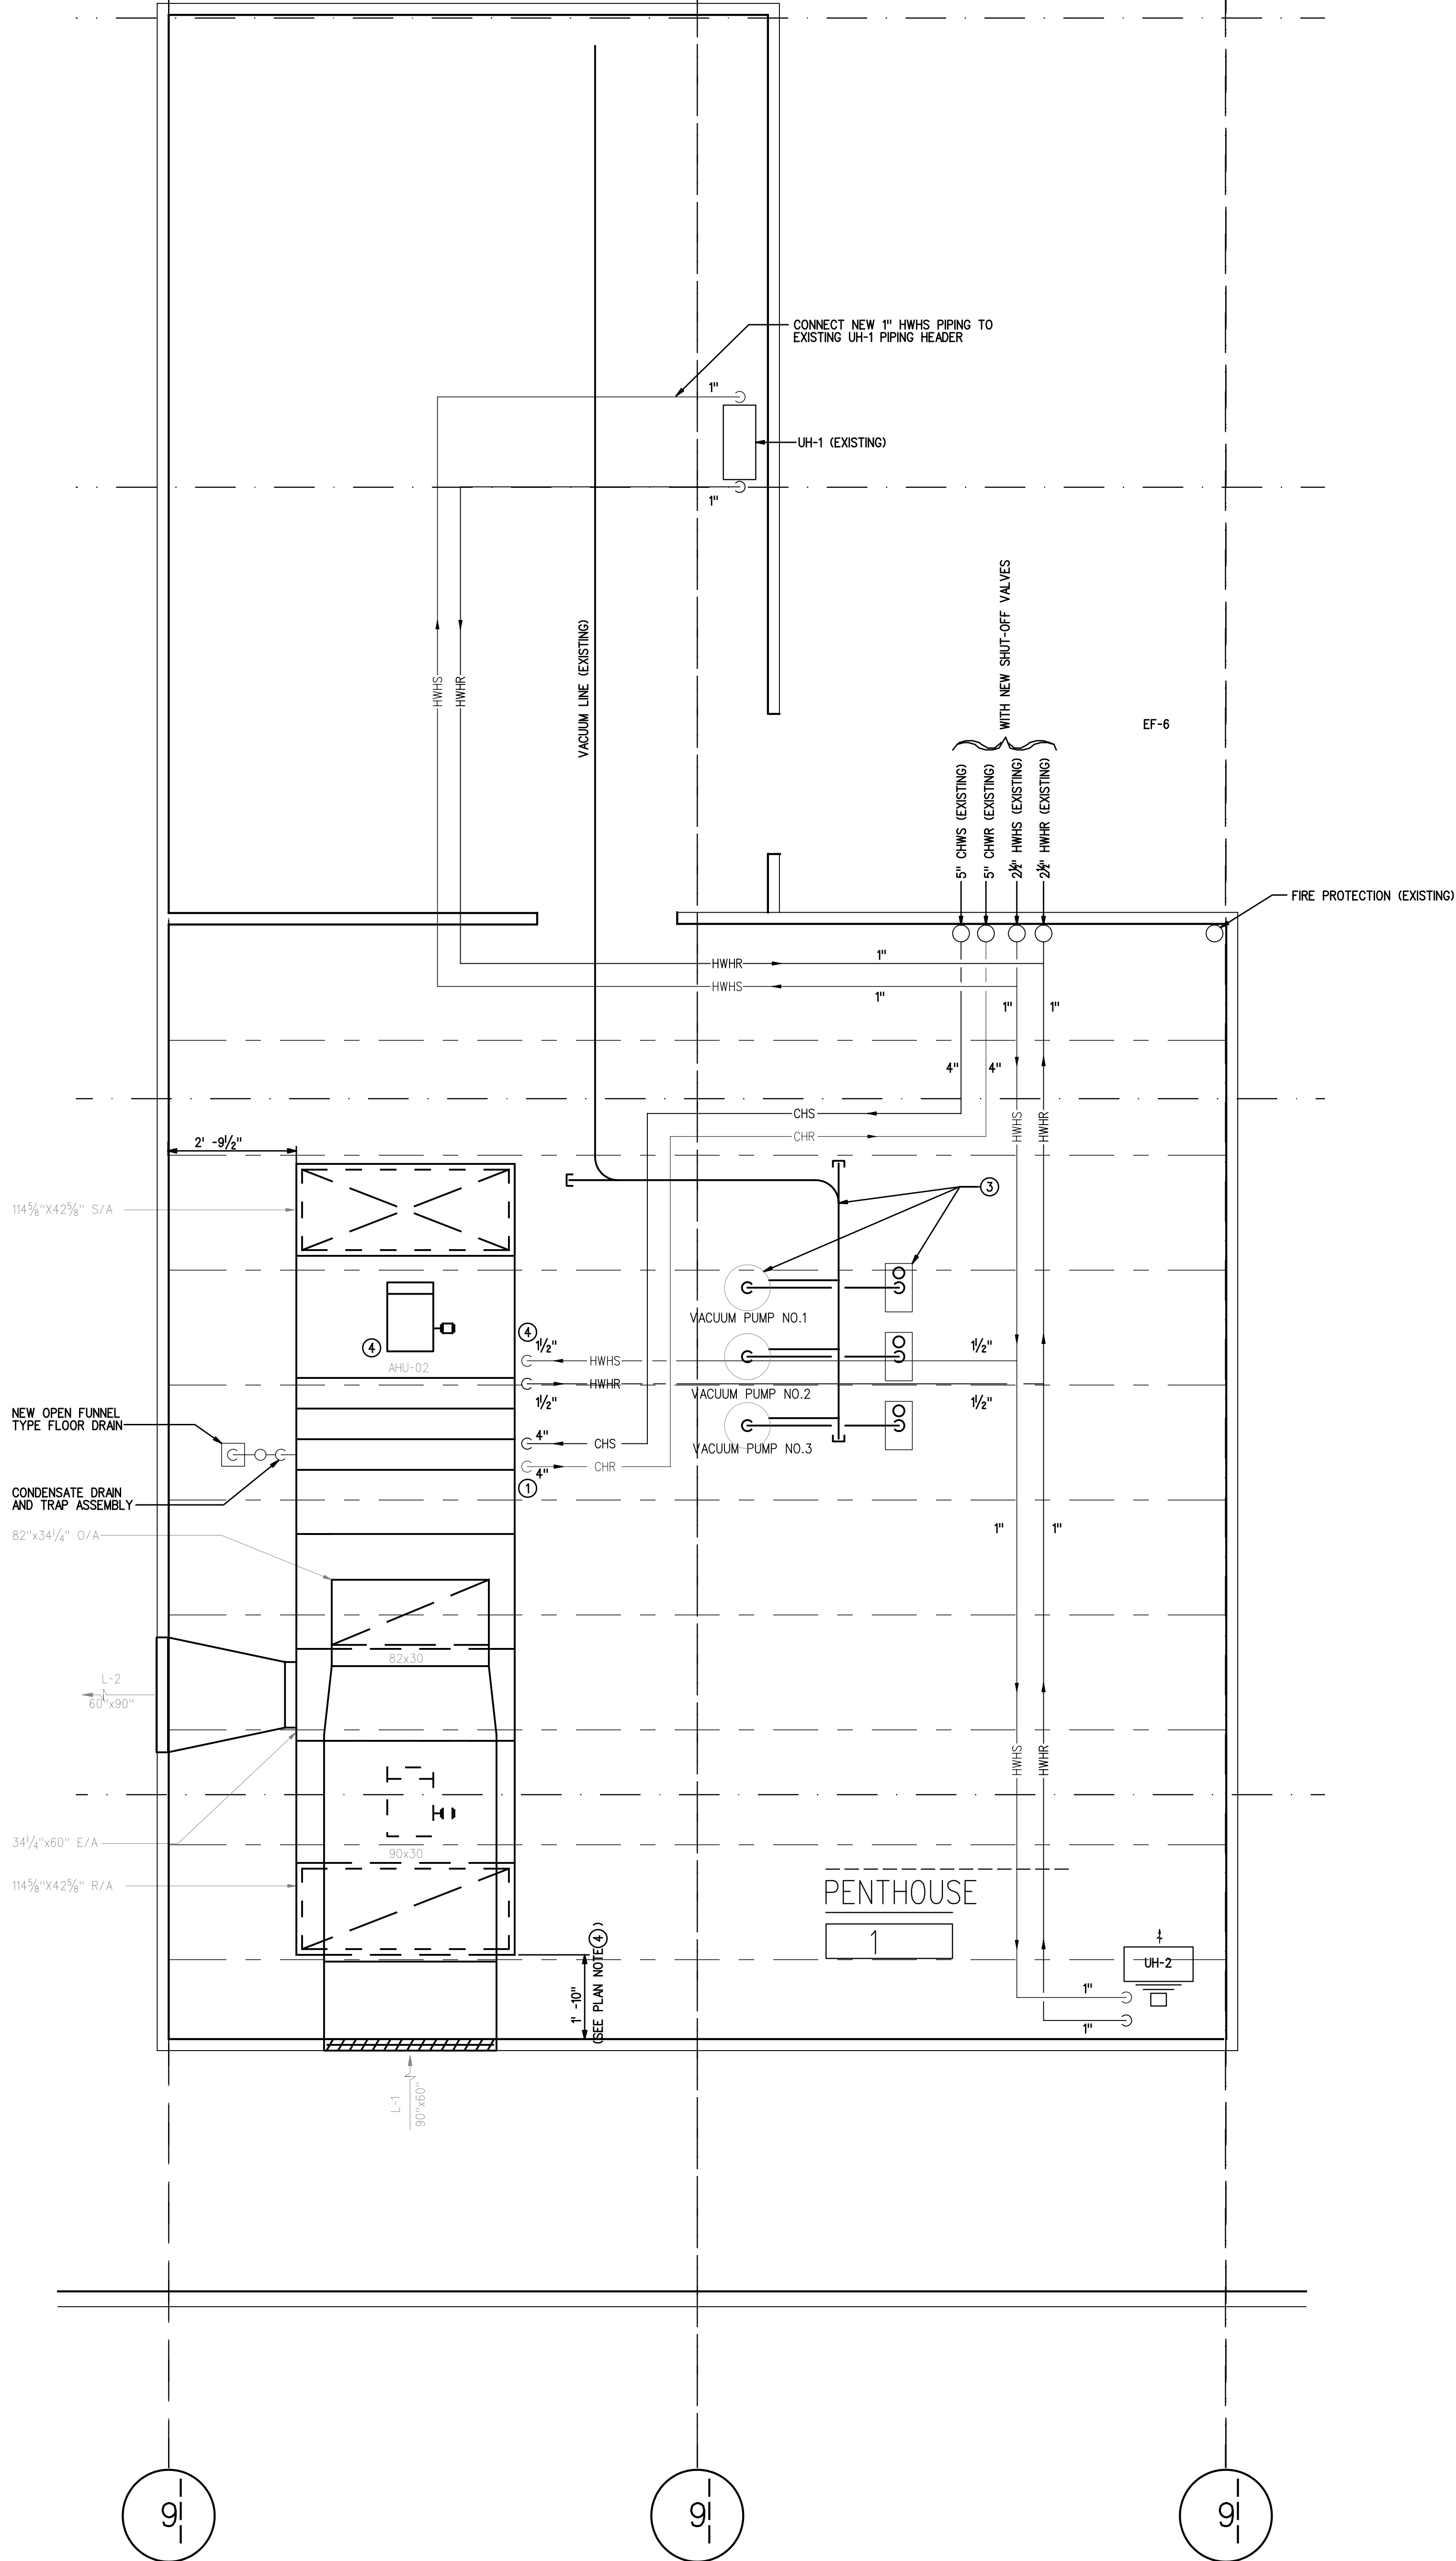 CONNECT NEW 1" HWHS PIPING TO
EXISTING UH-1 PIPING HEADER
1"
UH-1 (EXISTING)
1"
WITH NEW SHUT-OFF VALVES
VACUUM LINE (EXISTING)
HWHS
HWHR
EF-6
5" CHWS (EXISTING)
5" CHWR (EXISTING)
2½" HWHS (EXISTING)
2½" HWHR (EXISTING)
FIRE PROTECTION (EXISTING)
HWHR
1"
HWHS
1"
1"
1"
4"
4"
CHS
CHR
HWHS
HWHR
2' -9½"
114⅝"X42⅝" S/A
3
VACUUM PUMP NO.1
4
4
1½"
HWHS
1½"
AHU-02
HWHR
1½"
1½"
VACUUM PUMP NO.2
NEW OPEN FUNNEL
TYPE FLOOR DRAIN
4"
CHS
VACUUM PUMP NO.3
4"
CHR
1
CONDENSATE DRAIN
AND TRAP ASSEMBLY
82"x34¼" O/A
1"
1"
82x30
L-2
60"x90"
HWHS
HWHR
34¼"x60" E/A
90x30
114⅝"X42⅝" R/A
PENTHOUSE
1
1' -10"
(SEE PLAN NOTE 4)
UH-2
1"
1"
L-1
90"x60"
9
9
9